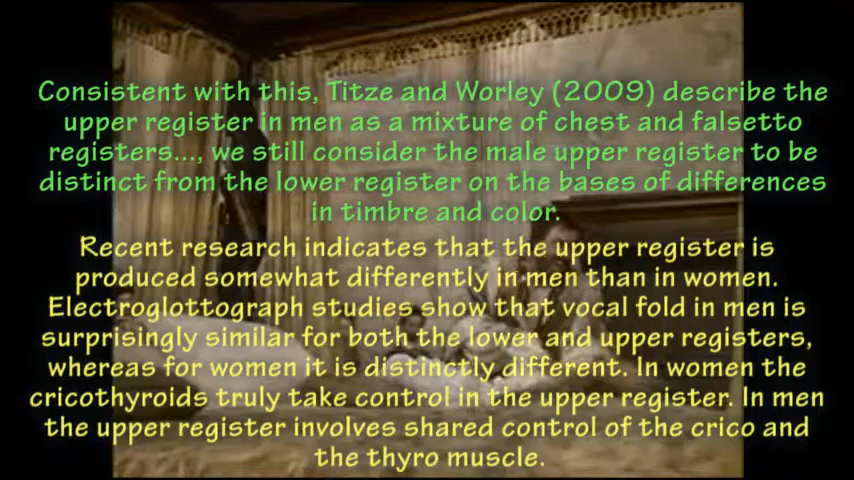 Consistent with this, Titze and Worley (2009) describe the
upper register in men as a mixture of chest and falsetto
registers..., we still consider the male upper register to be
distinct from the lower register on the bases of differences
in timbre and color.
Recent research indicates that the upper register is
produced somewhat differently in men than in women.
Electroglottograph studies show that vocal fold in men is
surprisingly similar for both the lower and upper registers,
whereas for women it is distinctly different. In women the
cricothyroids truly take control in the upper register. In men
the upper register involves shared control of the crico and
the thyro muscle.